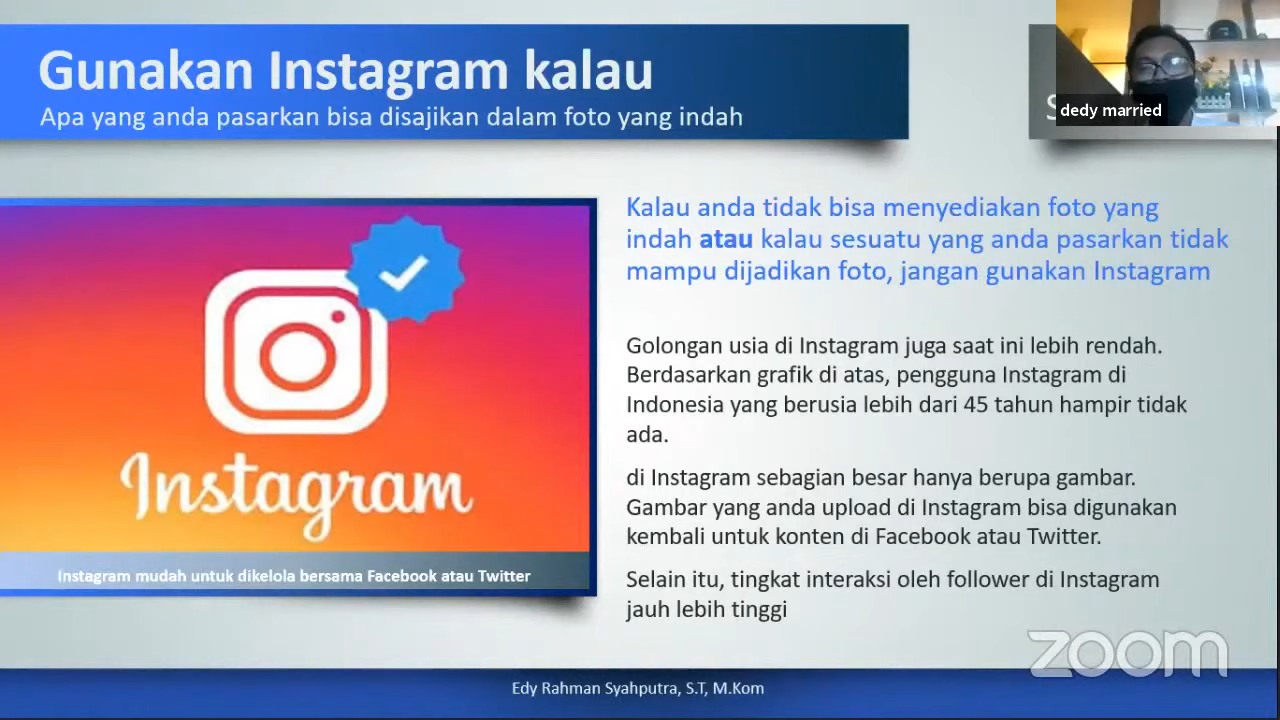 Gunakan Instagram kalau
Apa yang anda pasarkan bisa disajikan dalam foto yang indah
dedy married
Kalau anda tidak bisa menyediakan foto yang
indah atau kalau sesuatu yang anda pasarkan tidak
mampu dijadikan foto, jangan gunakan Instagram
Golongan usia di Instagram juga saat ini lebih rendah.
Berdasarkan grafik di atas, pengguna Instagram di
Indonesia yang berusia lebih dari 45 tahun hampir tidak
ada.
di Instagram sebagian besar hanya berupa gambar.
Gambar yang anda upload di Instagram bisa digunakan
kembali untuk konten di Facebook atau Twitter.
Selain itu, tingkat interaksi oleh follower di Instagram
jauh lebih tinggi
Instagram
Instagram mudah untuk dikelola bersama Facebook atau Twitter
zoom
Edy Rahman Syahputra, S.T, M.Kom